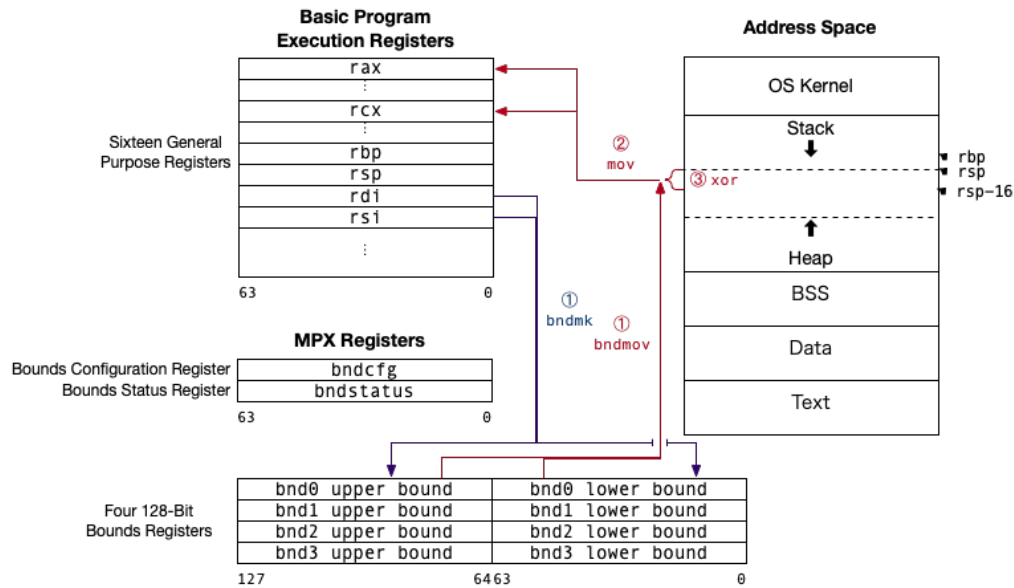 Basic Program
Execution Registers
Address Space
rax
⋮
rcx
⋮
rbp
rsp
rdi
rsi
⋮
Sixteen General
Purpose Registers
63 0
② mov
① bndmk
① bndmov
③ xor
OS Kernel
Stack
Heap
BSS
Data
Text
rbp
rsp
rsp-16
MPX Registers
Bounds Configuration Register
bndcfg
Bounds Status Register
bndstatus
63 0
Four 128-Bit
Bounds Registers
bnd0 upper bound bnd0 lower bound
bnd1 upper bound bnd1 lower bound
bnd2 upper bound bnd2 lower bound
bnd3 upper bound bnd3 lower bound
127 6463 0